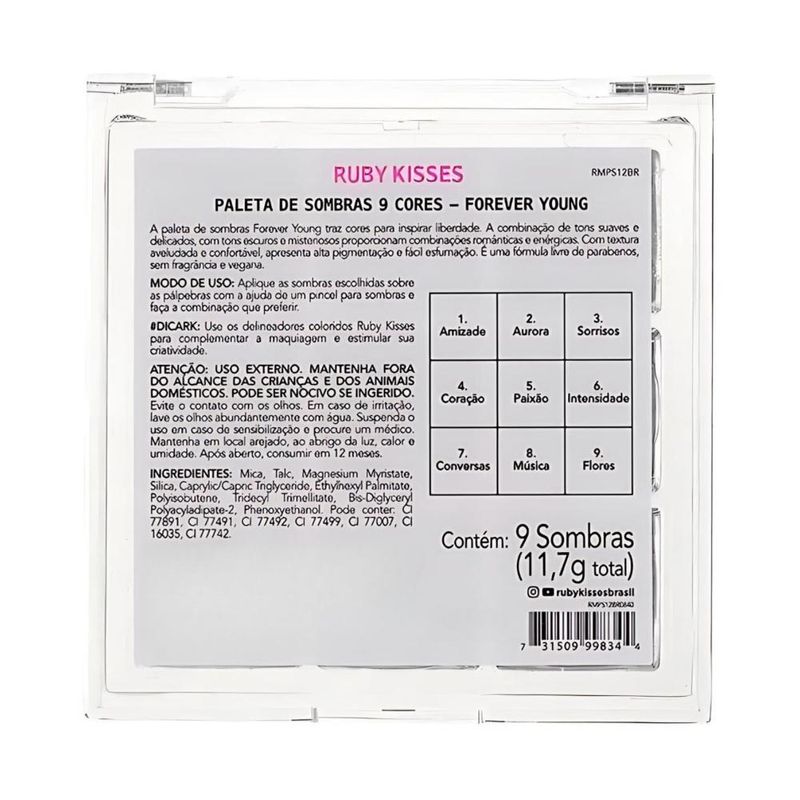 RUBY KISSES
RMPS12BR
PALETA DE SOMBRAS 9 CORES – FOREVER YOUNG
A paleta de sombras Forever Young traz cores para inspirar liberdade. A combinação de tons suaves e
delicados, com tons escuros e misteriosos proporcionam combinações românticas e enérgicas. Com textura
aveludada e confortável, apresenta alta pigmentação e fácil esfumação. É uma fórmula livre de parabenos,
sem fragrância e vegana.
MODO DE USO: Aplique as sombras escolhidas sobre
as pálpebras com a ajuda de um pincel para sombras e
faça a combinação que preferir.
#DICARK: Use os delineadores coloridos Ruby Kisses
para complementar a maquiagem e estimular sua
criatividade.
ATENÇÃO: USO EXTERNO. MANTENHA FORA
DO ALCANCE DAS CRIANÇAS E DOS ANIMAIS
DOMÉSTICOS. PODE SER NOCIVO SE INGERIDO.
Evite o contato com os olhos. Em caso de irritação,
lave os olhos abundantemente com água. Suspenda o
uso em caso de sensibilização e procure um médico.
Mantenha em local arejado, ao abrigo da luz, calor e
umidade. Após aberto, consumir em 12 meses.
INGREDIENTES: Mica, Talc, Magnesium Myristate,
Silica, Caprylic/Capric Triglyceride, Ethylhexyl Palmitate,
Polyisobutene, Tridecyl Trimellitate, Bis-Diglyceryl
Polyacyladipate-2, Phenoxyethanol. Pode conter: CI
77891, CI 77491, CI 77492, CI 77499, CI 77007, CI
16035, CI 77742.
1. Amizade
2. Aurora
3. Sorrisos
4. Coração
5. Paixão
6. Intensidade
7. Conversas
8. Música
9. Flores
Contém: 9 Sombras
(11,7g total)
rubykissesbrasil
7 31509 99834 4